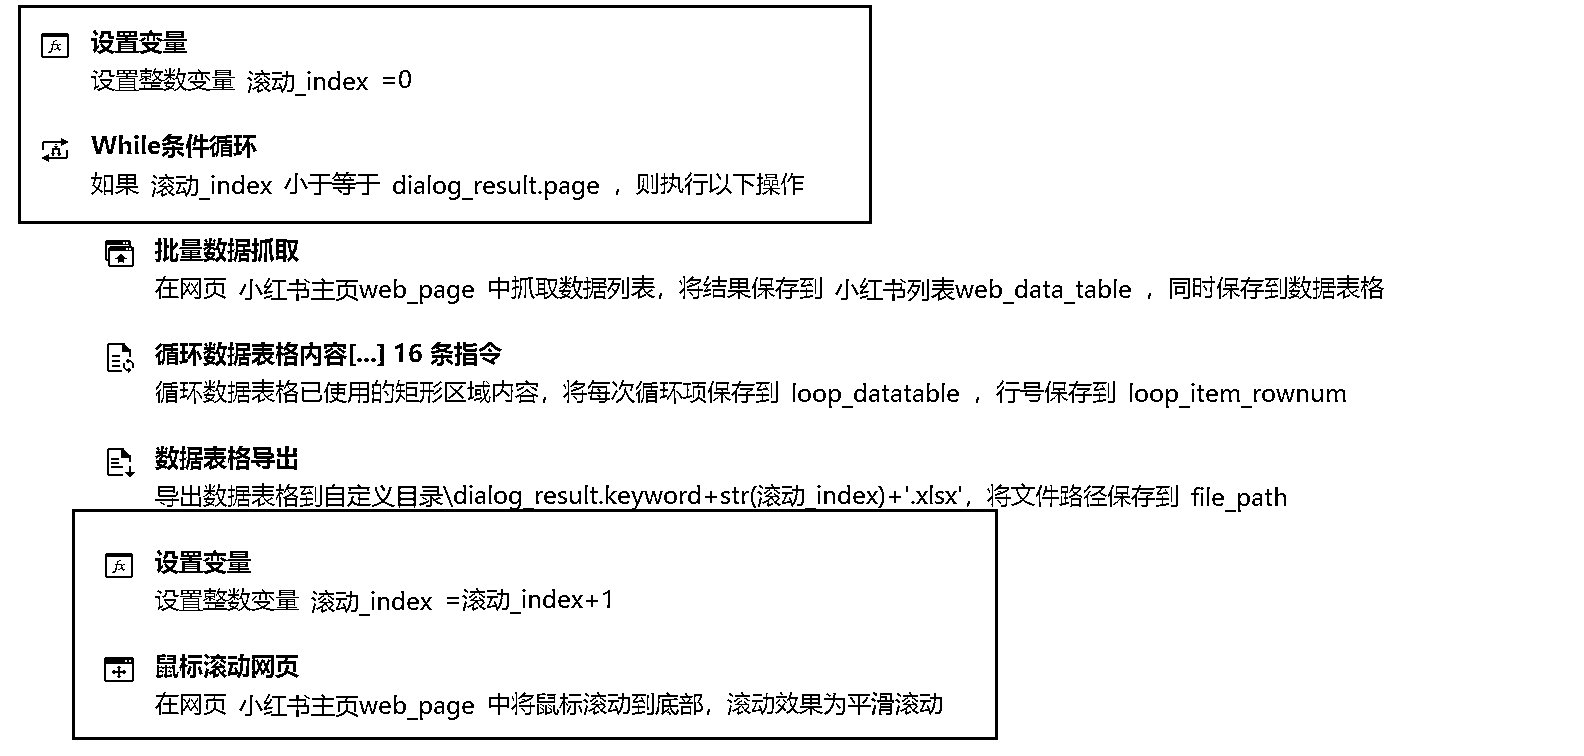 设置变量
设置整数变量 滚动_index =0
While条件循环
如果 滚动_index 小于等于 dialog_result.page ，则执行以下操作
批量数据抓取
在网页 小红书主页web_page 中抓取数据列表，将结果保存到 小红书列表web_data_table ，同时保存到数据表格
循环数据表格内容[...] 16 条指令
循环数据表格已使用的矩形区域内容，将每次循环项保存到 loop_datatable ，行号保存到 loop_item_rownum
数据表格导出
导出数据表格到自定义目录\dialog_result.keyword+str(滚动_index)+'.xlsx'，将文件路径保存到 file_path
设置变量
设置整数变量 滚动_index =滚动_index+1
鼠标滚动网页
在网页 小红书主页web_page 中将鼠标滚动到底部，滚动效果为平滑滚动